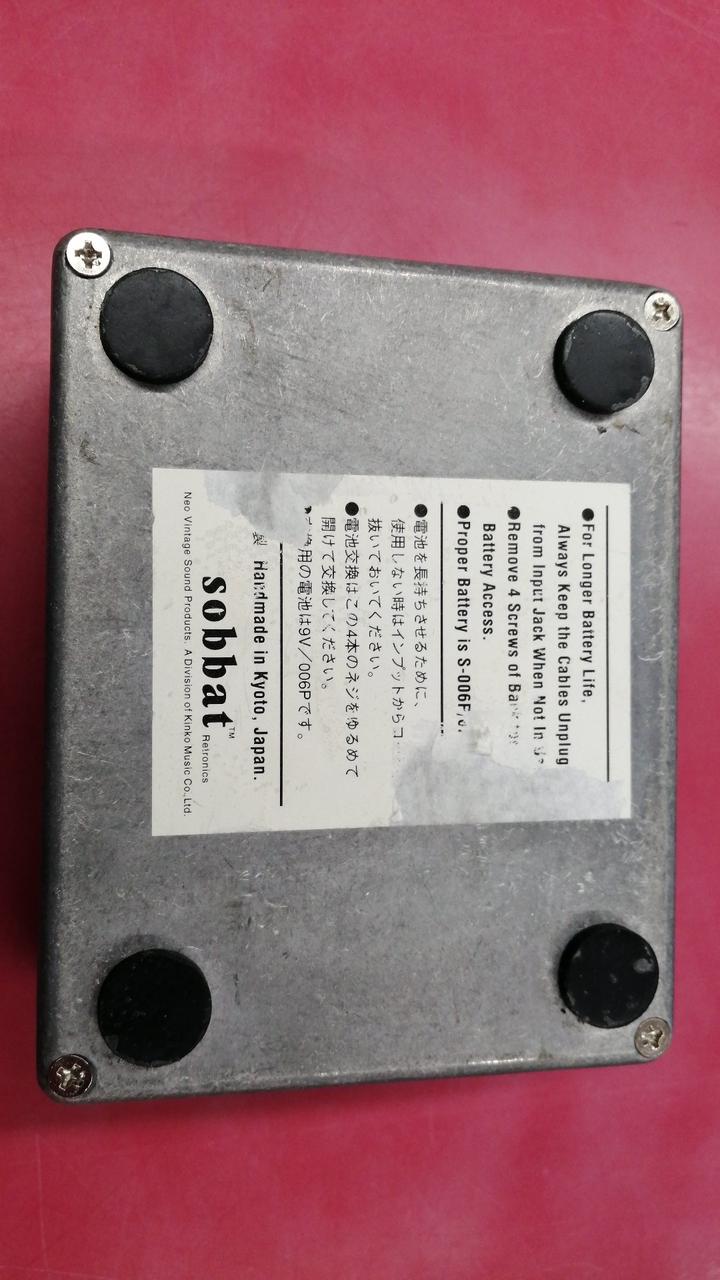 ●For Longer Battery Life,
Always Keep the Cables Unplug
from Input Jack When Not In
●Remove 4 Screws of
Battery Access.
●Proper Battery is
●電池を長持ちさせるために、
使用しない時はインプットからコ
抜いておいてください。
●電池交換はこの4本のネジをゆるめて
開けて交換してください。
用の電池は9V/006Pです。
製 Handmade in Kyoto, Japan.
sobbat™ Retronics
Neo Vintage Sound Products. A Division of Kinko Music Co.,Ltd.